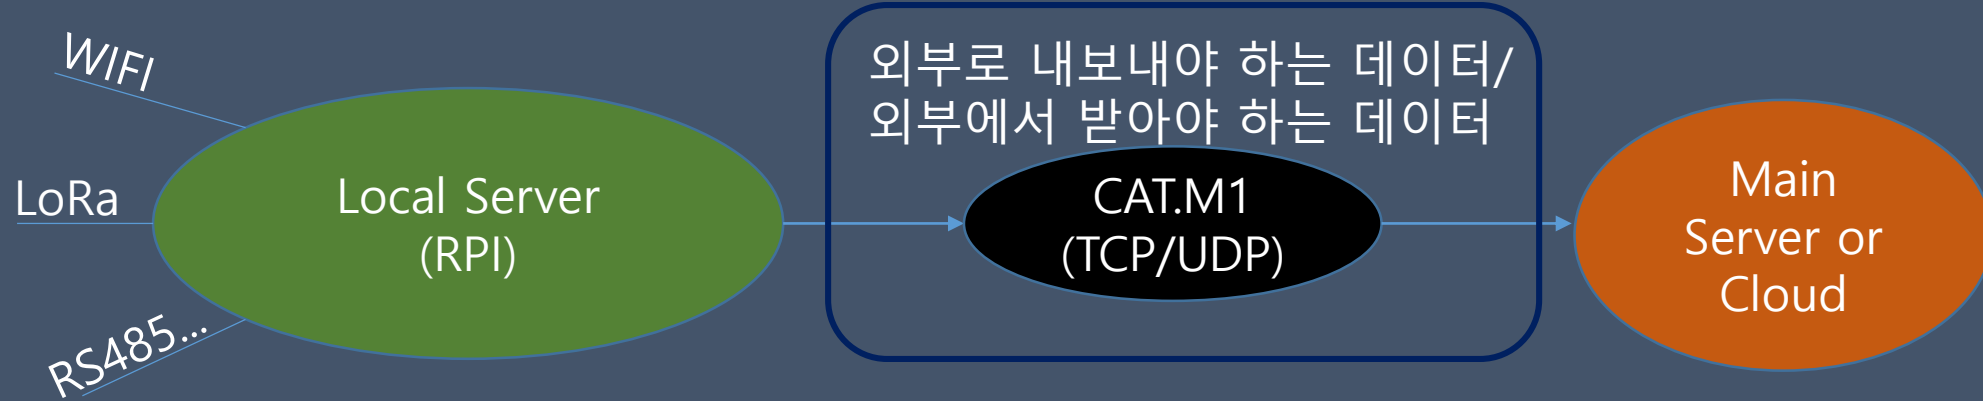 WIFI
LoRa
RS485...
Local Server
(RPI)
외부로 내보내야 하는 데이터/
외부에서 받아야 하는 데이터
CAT.M1
(TCP/UDP)
Main
Server or
Cloud